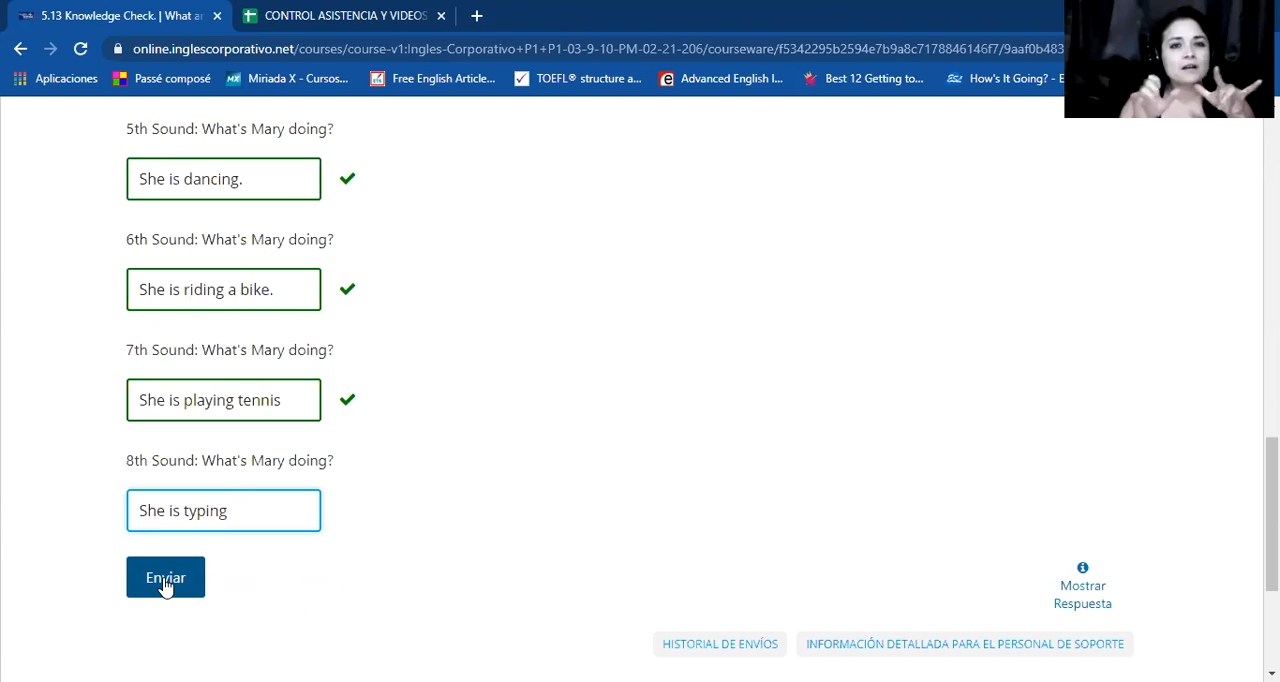 5.13 Knowledge Check. | What ar
CONTROL ASISTENCIA Y VIDEOS
online.inglescorporativo.net/courses/course-v1:Ingles-Corporativo+P1+P1-03-9-10-PM-02-21-206/courseware/f5342295b2594e7b9a8c7178846146f7/9aaf0b483
Aplicaciones
Passé composé
Miriada X - Cursos...
Free English Article...
TOEFL® structure a...
Advanced English l...
Best 12 Getting to...
How's It Going? - E
5th Sound: What's Mary doing?
She is dancing.
6th Sound: What's Mary doing?
She is riding a bike.
7th Sound: What's Mary doing?
She is playing tennis
8th Sound: What's Mary doing?
She is typing
Enviar
Mostrar
Respuesta
HISTORIAL DE ENVÍOS
INFORMACIÓN DETALLADA PARA EL PERSONAL DE SOPORTE